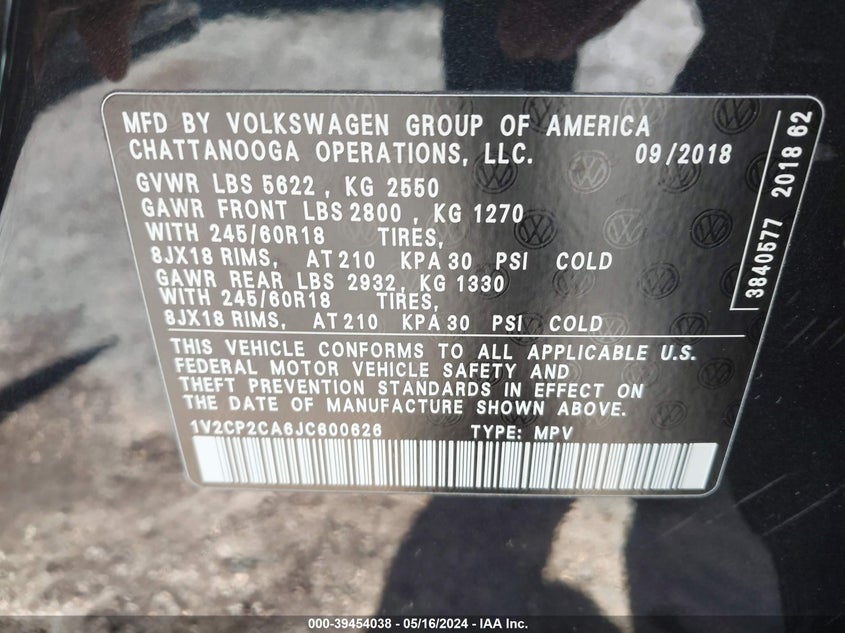 MFD BY VOLKSWAGEN GROUP OF AMERICA
CHATTANOOGA OPERATIONS, LLC. 09/2018
GVWR LBS 5622 , KG 2550
GAWR FRONT LBS 2800 , KG 1270
WITH 245/60R18 TIRES,
8JX18 RIMS, AT 210 KPA 30 PSI COLD
GAWR REAR LBS 2932, KG 1330
WITH 245/60R18 TIRES,
8JX18 RIMS, AT 210 KPA 30 PSI COLD
THIS VEHICLE CONFORMS TO ALL APPLICABLE U.S.
FEDERAL MOTOR VEHICLE SAFETY AND
THEFT PREVENTION STANDARDS IN EFFECT ON
THE DATE OF MANUFACTURE SHOWN ABOVE.
1V2CP2CA6JC600626 TYPE: MPV
3840577 2018 62
000-39454038 - 05/16/2024 - IAA Inc.